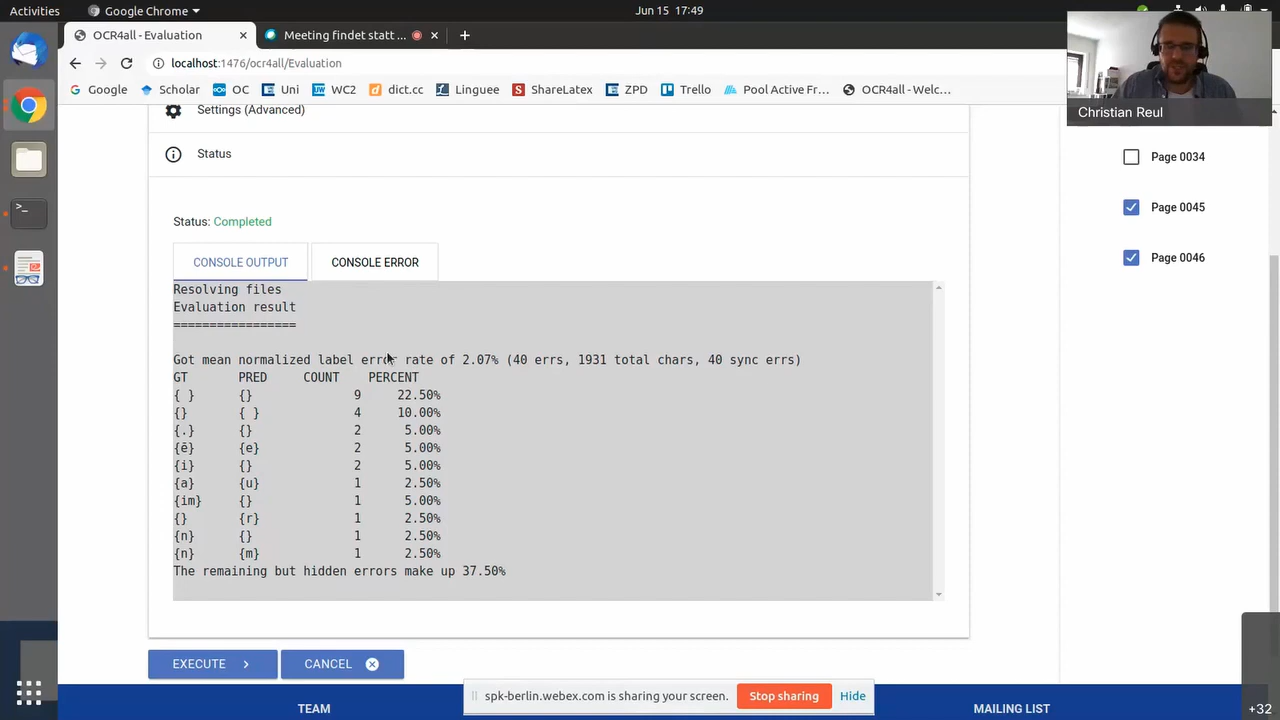 Activities Google Chrome Jun 15 17:49
OCR4all - Evaluation Meeting findet statt ...
localhost:1476/ocr4all/Evaluation
Google Scholar OC Uni WC2 dict.cc Linguee ShareLatex ZPD Trello Pool Active Fr... OCR4all - Welc...
Christian Reul
Settings (Advanced)
Status
Page 0034
Page 0045
Page 0046
Status: Completed
CONSOLE OUTPUT CONSOLE ERROR
Resolving files
Evaluation result
=================
Got mean normalized label error rate of 2.07% (40 errs, 1931 total chars, 40 sync errs)
GT PRED COUNT PERCENT
{ } {} 9 22.50%
{} { } 4 10.00%
{.} {} 2 5.00%
{ē} {e} 2 5.00%
{i} {} 2 5.00%
{a} {u} 1 2.50%
{im} {} 1 5.00%
{} {r} 1 2.50%
{n} {} 1 2.50%
{n} {m} 1 2.50%
The remaining but hidden errors make up 37.50%
EXECUTE CANCEL
spk-berlin.webex.com is sharing your screen. Stop sharing Hide
TEAM MAILING LIST
+32